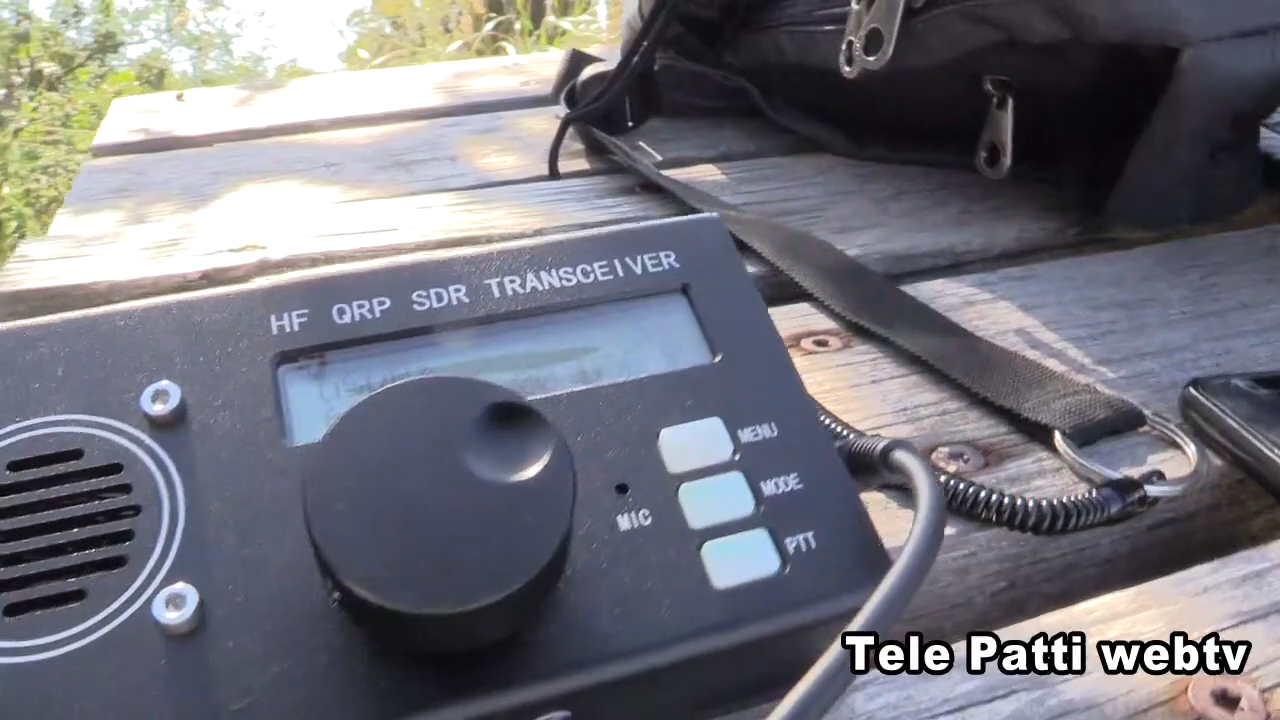 HF QRP SDR TRANSCEIVER
MENU
MODE
MIC
PTT
Tele Patti webtv